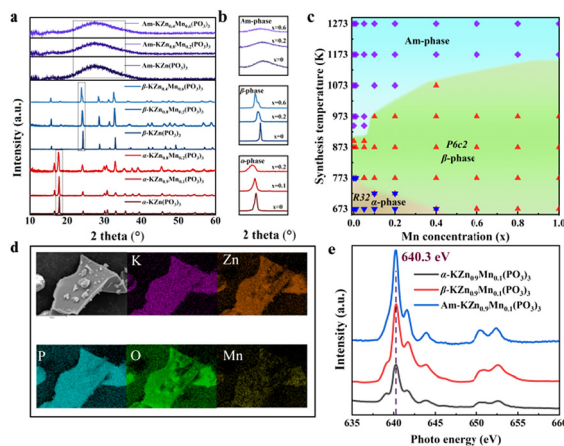 a
Am-KZn0.4Mn0.6(PO3)3
Am-KZn0.8Mn0.2(PO3)3
Am-KZn(PO3)3
β-KZn0.4Mn0.6(PO3)3
β-KZn0.8Mn0.2(PO3)3
β-KZn(PO3)3
α-KZn0.8Mn0.2(PO3)3
α-KZn0.9Mn0.1(PO3)3
α-KZn(PO3)3
Intensity (a.u.)
10 20 30 40 50 60
2 theta (°)
b
Am-phase
x=0.6
x=0.2
x=0
β-phase
x=0.6
x=0.2
x=0
α-phase
x=0.2
x=0.1
x=0
2 theta (°)
c
Synthesis temperature (K)
1273
1173
1073
973
873
773
673
Am-phase
P6c2
β-phase
R32
α-phase
0.0 0.2 0.4 0.6 0.8 1.0
Mn concentration (x)
d
K
Zn
P
O
Mn
e
640.3 eV
α-KZn0.9Mn0.1(PO3)3
β-KZn0.9Mn0.1(PO3)3
Am-KZn0.9Mn0.1(PO3)3
Intensity (a.u.)
635 640 645 650 655 660
Photo energy (eV)